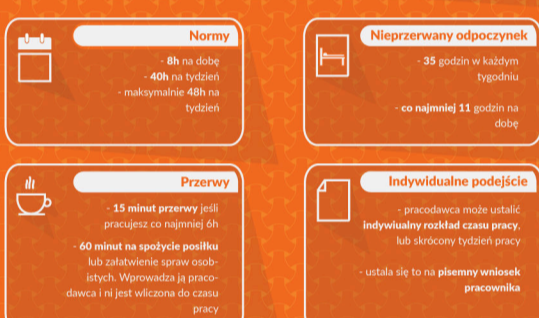 Normy
- 8h na dobę
- 40h na tydzień
- maksymalnie 48h na
tydzień
Nieprzerwany odpoczynek
- 35 godzin w każdym
tygodniu
- co najmniej 11 godzin na
dobę
Przerwy
- 15 minut przerwy jeśli
pracujesz co najmniej 6h
- 60 minut na spożycie posiłku
lub załatwienie spraw osob-
istych. Wprowadza ją praco-
dawca i ni jest wliczona do czasu
pracy
Indywidualne podejście
- pracodawca może ustalić
indywiualny rozkład czasu pracy,
lub skrócony tydzień pracy
- ustala się to na pisemny wniosek
pracownika